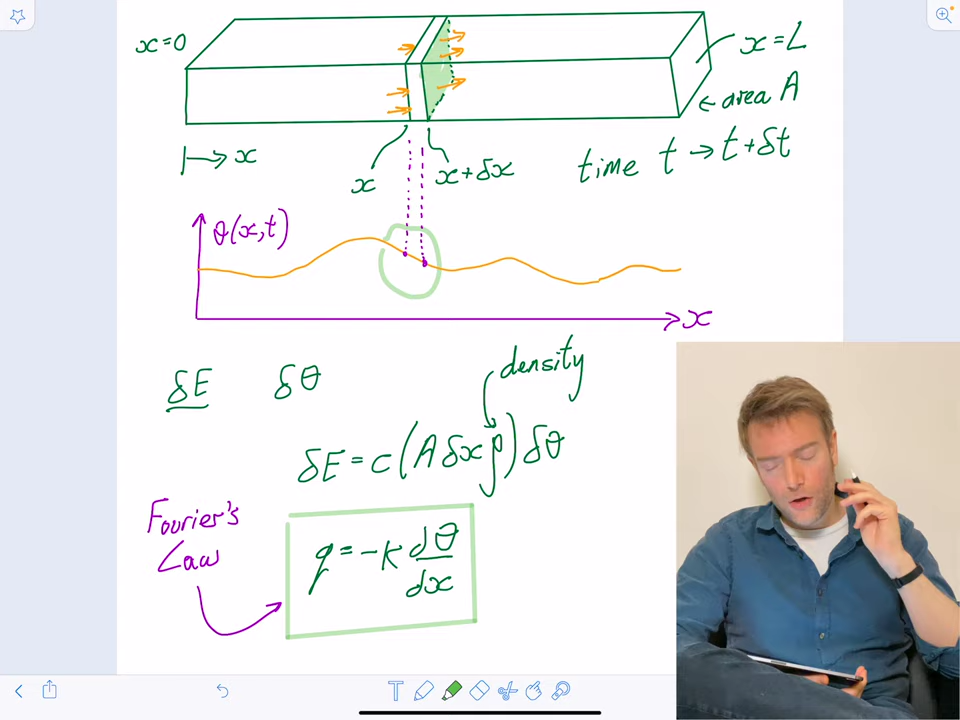 x=0
x=L
← area A
↦ x
x
x+δx
time t → t+δt
θ(x,t)
x
density
δE δθ
δE = c(Aδxρ)δθ
Fourier's
Law
q = -k dθ/dx
T